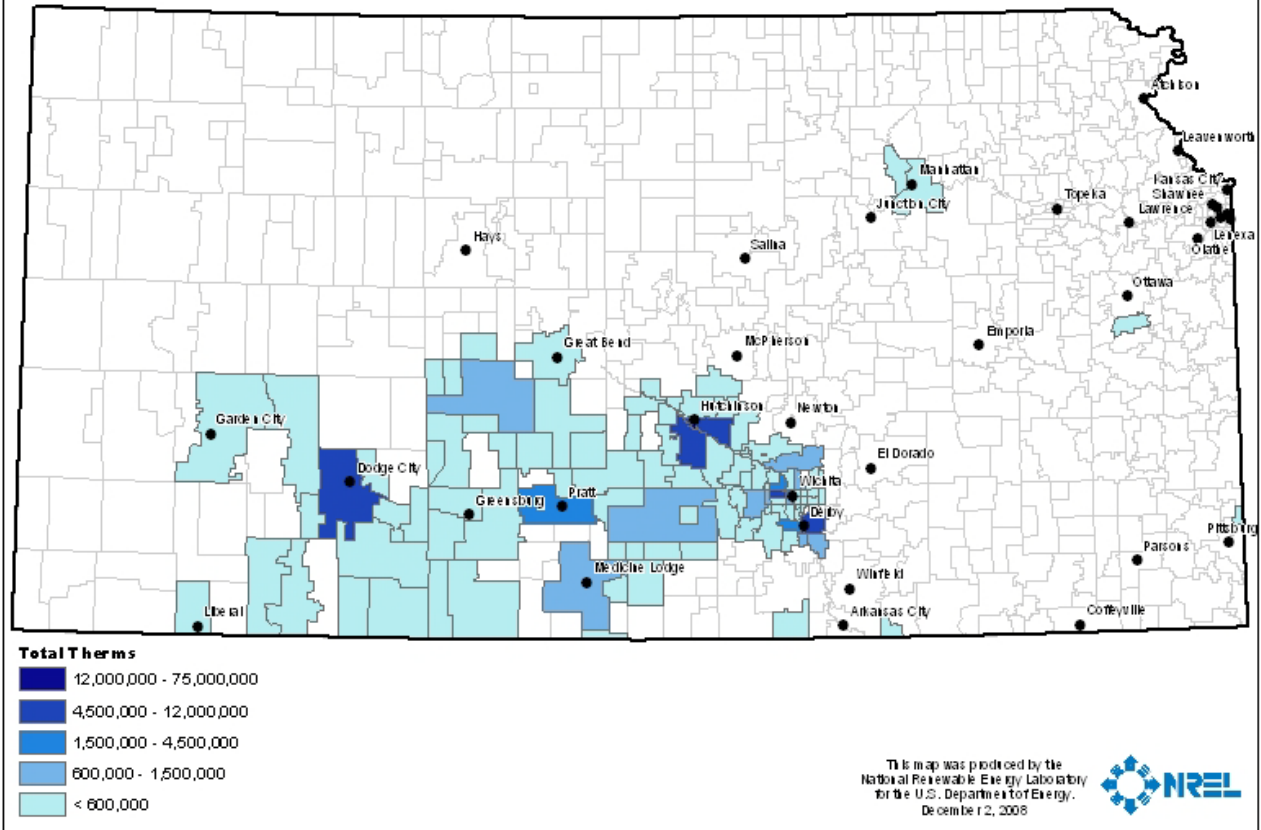 Atchison
Leavenworth
Manhattan
Kansas City
Shawnee
Junction City
Topeka
Lawrence
Lenexa
Hays
Salina
Olathe
Ottawa
Emporia
Great Bend
McPherson
Hutchinson
Newton
Garden City
El Dorado
Dodge City
Wichita
Greensburg
Pratt
Derby
Pittsburg
Parsons
Medicine Lodge
Winfield
Liberal
Arkansas City
Coffeyville
Total Therms
12,000,000 - 75,000,000
4,500,000 - 12,000,000
1,500,000 - 4,500,000
600,000 - 1,500,000
< 600,000
This map was produced by the
National Renewable Energy Laboratory
for the U.S. Department of Energy.
December 2, 2008
NREL